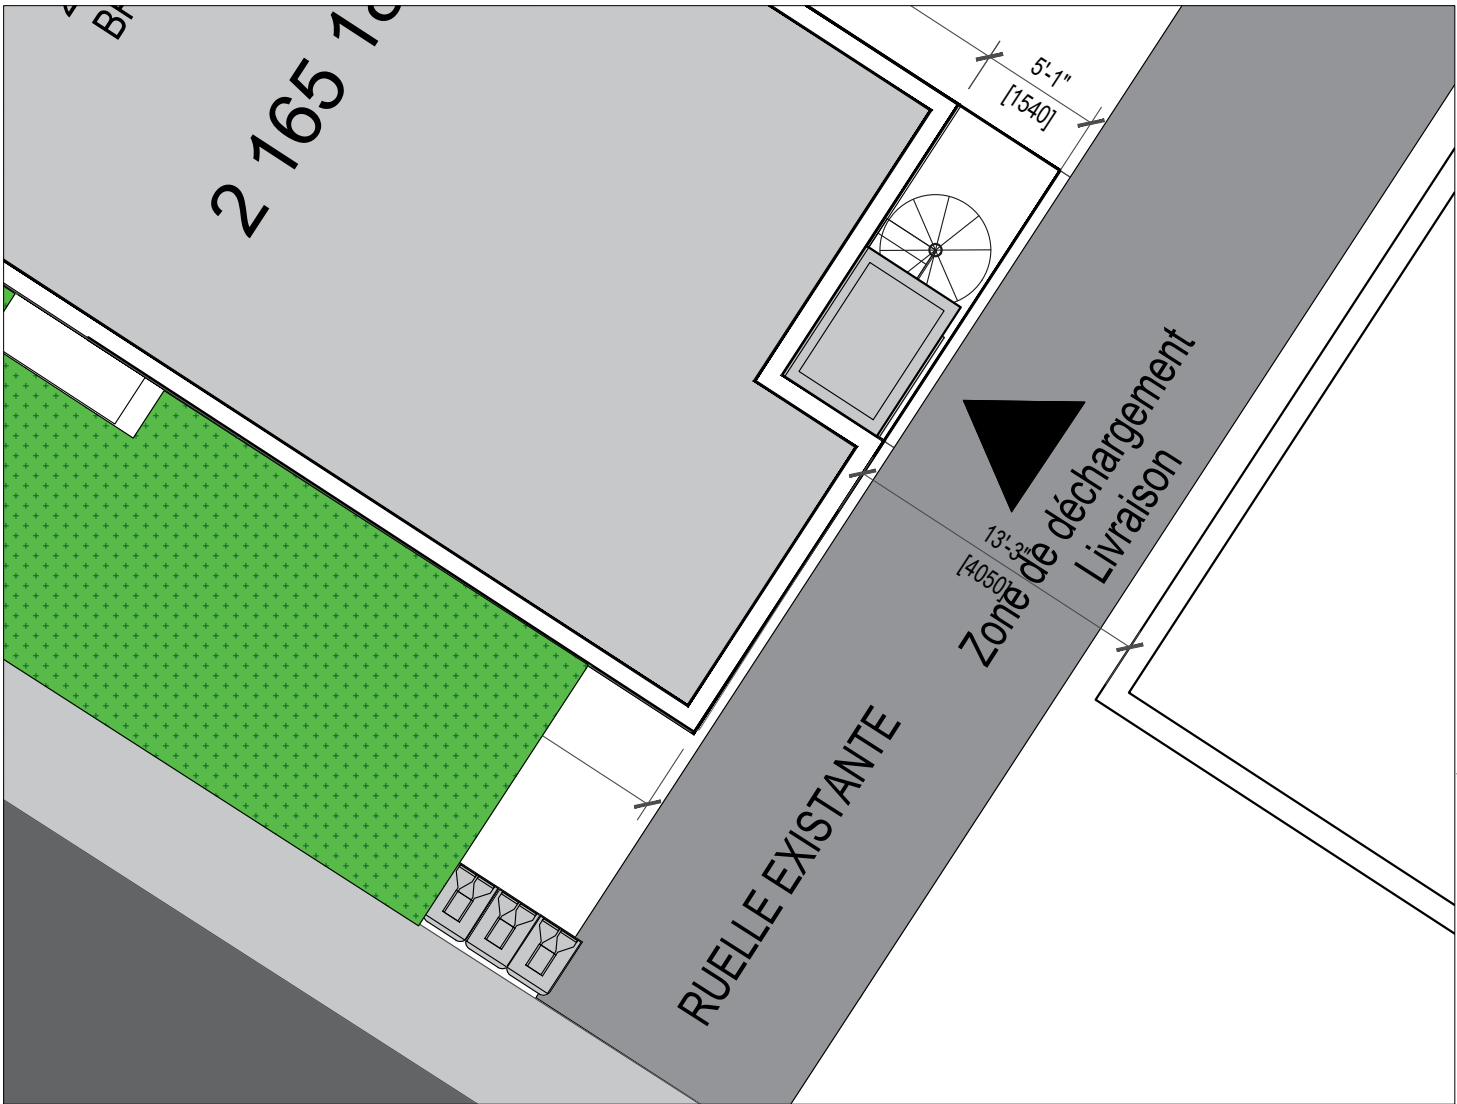 2 165
5'-1"
[1540]
Zone de déchargement
Livraison
13'-3"
[4050]
RUELLE EXISTANTE